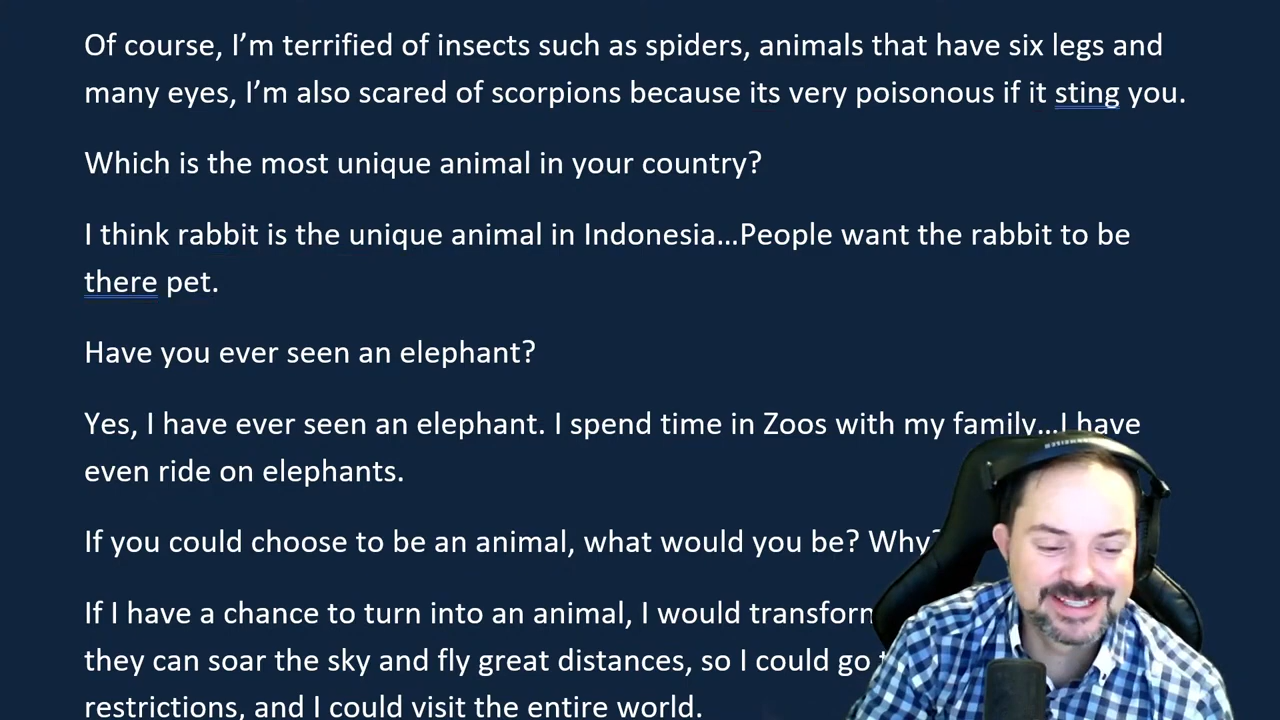 Of course, I’m terrified of insects such as spiders, animals that have six legs and
many eyes, I’m also scared of scorpions because its very poisonous if it sting you.
Which is the most unique animal in your country?
I think rabbit is the unique animal in Indonesia…People want the rabbit to be
there pet.
Have you ever seen an elephant?
Yes, I have ever seen an elephant. I spend time in Zoos with my family…I have
even ride on elephants.
If you could choose to be an animal, what would you be? Why?
If I have a chance to turn into an animal, I would transform
they can soar the sky and fly great distances, so I could go
restrictions, and I could visit the entire world.
SENNHEISER